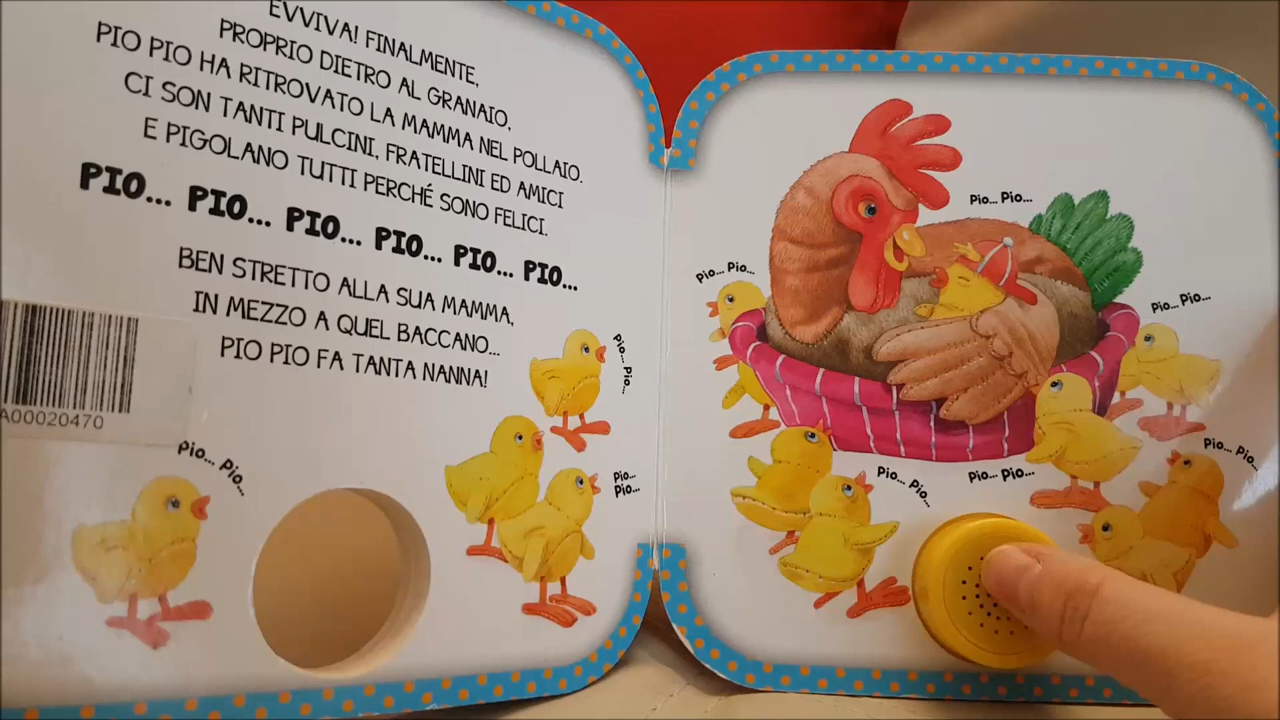 EVVIVA! FINALMENTE,
PROPRIO DIETRO AL GRANAIO,
PIO PIO HA RITROVATO LA MAMMA NEL POLLAIO.
CI SON TANTI PULCINI, FRATELLINI ED AMICI
E PIGOLANO TUTTI PERCHÉ SONO FELICI.
PIO... PIO... PIO... PIO... PIO... PIO...
BEN STRETTO ALLA SUA MAMMA,
IN MEZZO A QUEL BACCANO...
PIO PIO FA TANTA NANNA!
A00020470
Pio... Pio...
Pio... Pio...
Pio...
Pio...
Pio... Pio...
Pio... Pio...
Pio... Pio...
Pio... Pio...
Pio... Pio...
Pio... Pio...